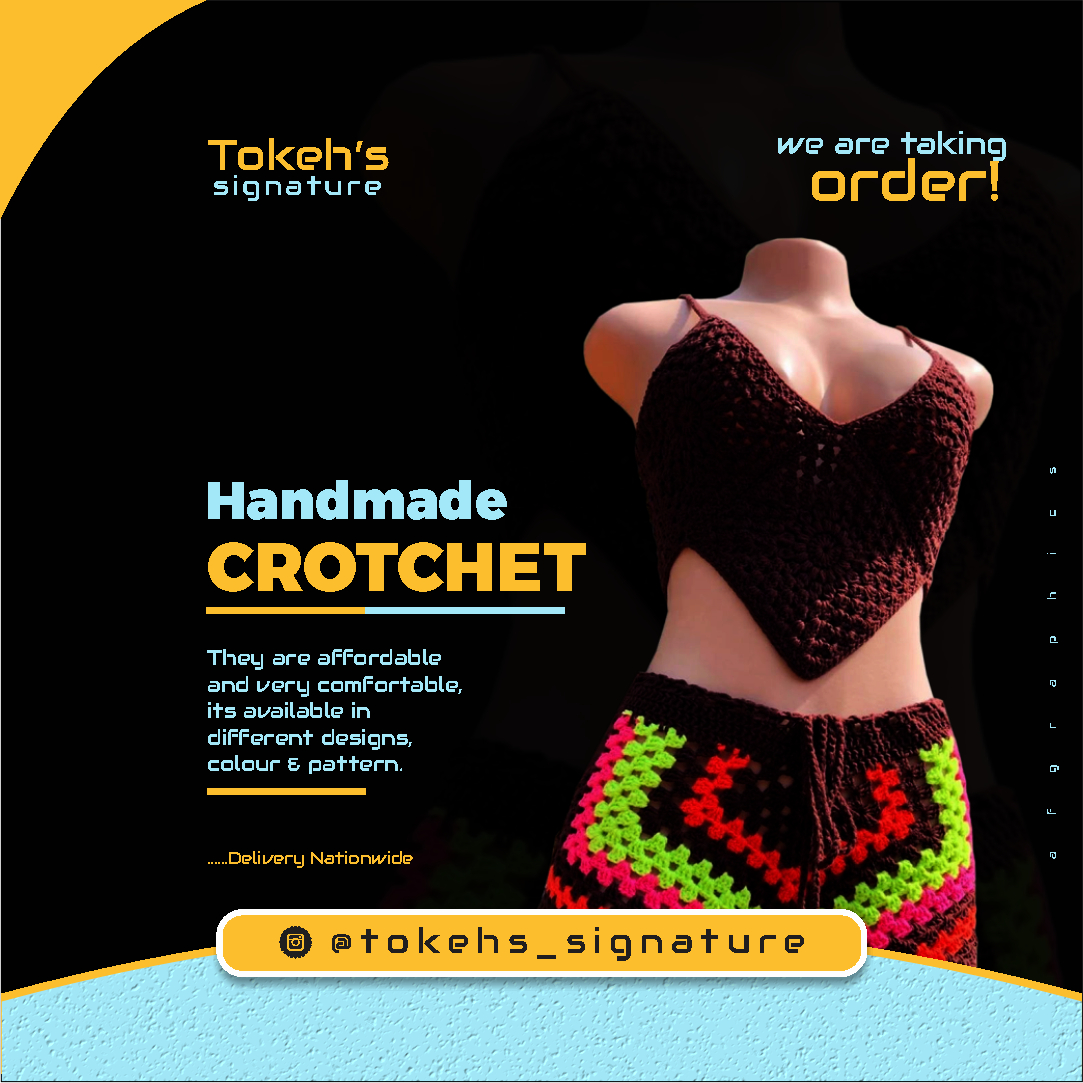 Tokeh's
signature
we are taking
order!
Handmade
CROTCHET
They are affordable
and very comfortable,
its available in
different designs,
colour & pattern.
......Delivery Nationwide
@tokehs_signature
afgraphics